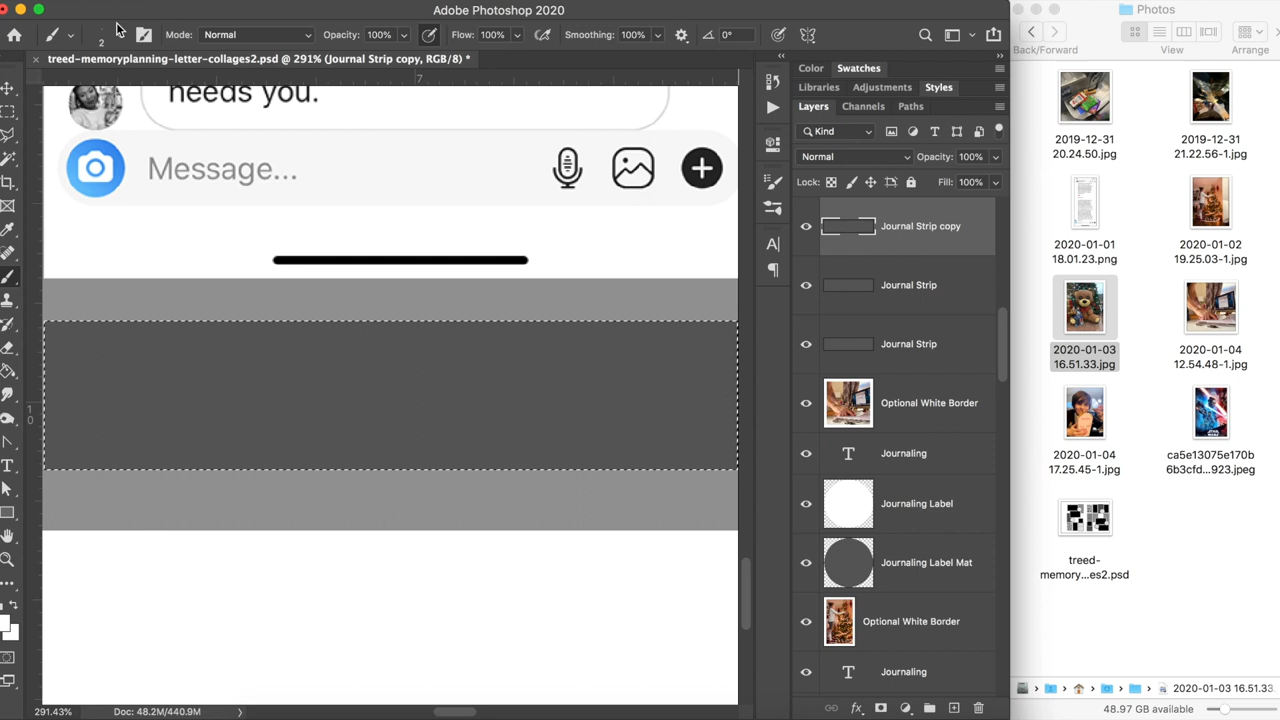 Adobe Photoshop 2020
Photos
2
Mode: Normal
Opacity: 100%
Flow: 100%
Smoothing: 100%
0°
Back/Forward
View
Arrange
treed-memoryplanning-letter-collages2.psd @ 291% (Journal Strip copy, RGB/8) *
7
needs you.
Message...
1
0
Color
Swatches
Libraries
Adjustments
Styles
Layers
Channels
Paths
Kind
Normal
Opacity: 100%
Lock:
Fill: 100%
Journal Strip copy
Journal Strip
Journal Strip
Optional White Border
T Journaling
Journaling Label
Journaling Label Mat
Optional White Border
T Journaling
fx
2019-12-31
20.24.50.jpg
2019-12-31
21.22.56-1.jpg
2020-01-01
18.01.23.png
2020-01-02
19.25.03-1.jpg
2020-01-03
16.51.33.jpg
2020-01-04
12.54.48-1.jpg
2020-01-04
17.25.45-1.jpg
ca5e13075e170b
6b3cfd...923.jpeg
treed-
memory...es2.psd
2020-01-03 16.51.33.
48.97 GB available
291.43%
Doc: 48.2M/440.9M